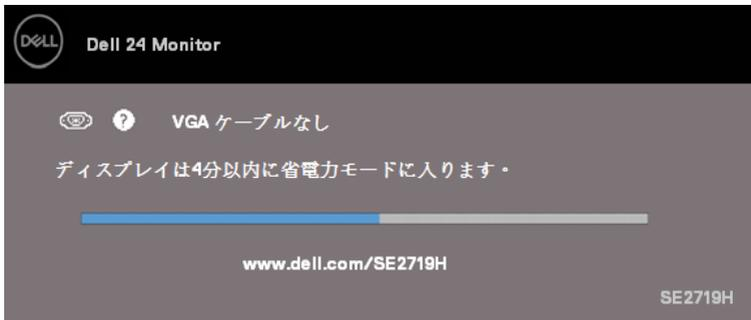 DELL
Dell 24 Monitor
? VGA ケーブルなし
ディスプレイは4分以内に省電力モードに入ります。
www.dell.com/SE2719H
SE2719H